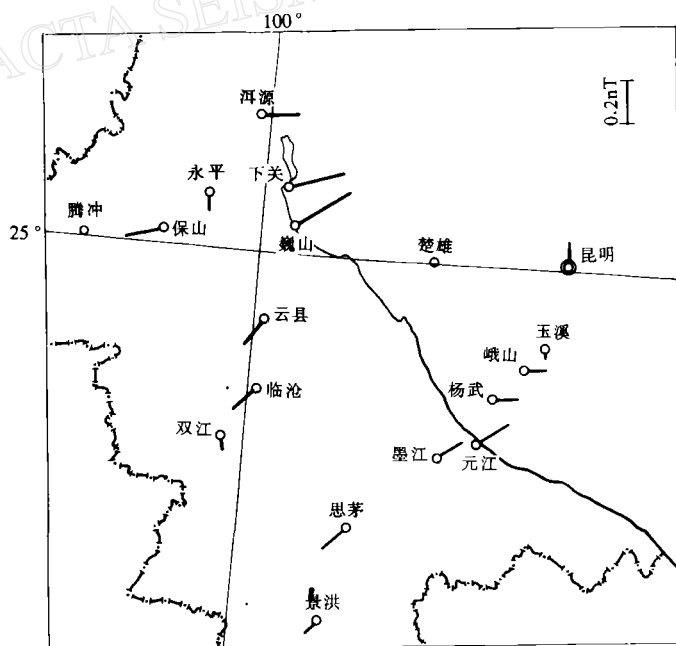 ACTA SEISM
100°
0.2nT
洱源
永平
下关
腾冲
保山
25°
巍山
楚雄
昆明
云县
玉溪
峨山
临沧
杨武
双江
墨江
元江
思茅
景洪